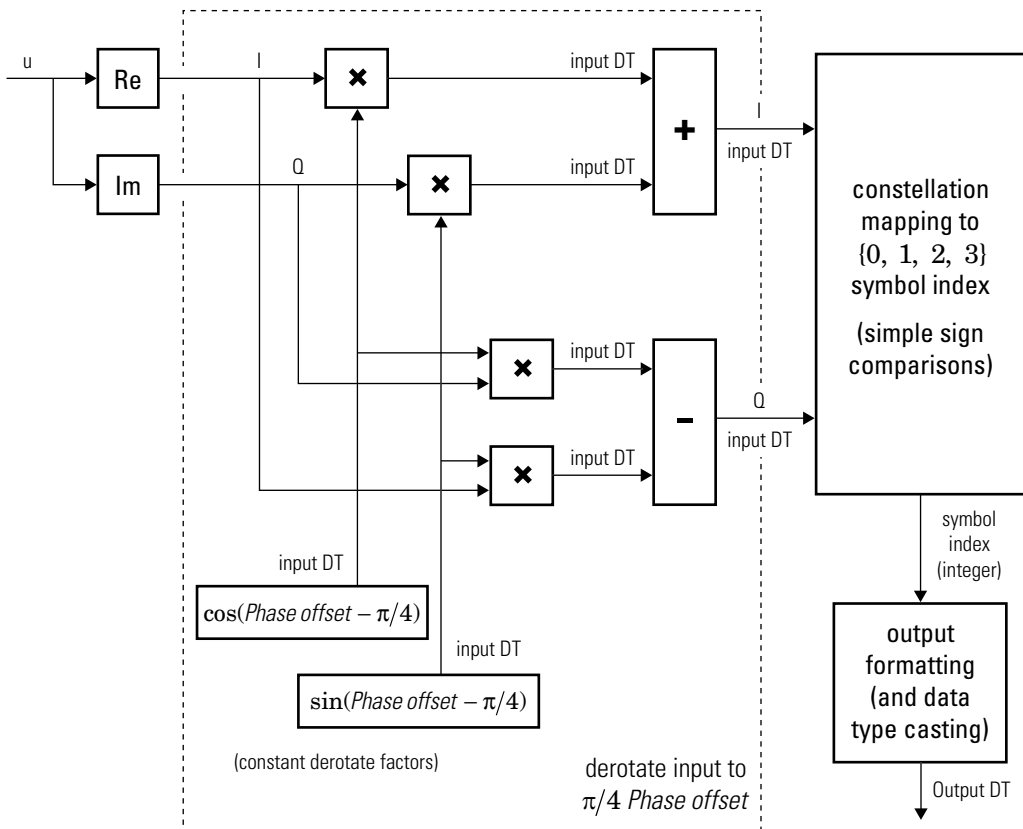 u
Re
I
×
input DT
+
I
input DT
Im
Q
×
input DT
constellation
mapping to
{0, 1, 2, 3}
symbol index
(simple sign
comparisons)
×
input DT
−
Q
input DT
×
input DT
symbol
index
(integer)
input DT
cos(Phase offset − π/4)
input DT
sin(Phase offset − π/4)
(constant derotate factors)
derotate input to
π/4 Phase offset
output
formatting
(and data
type casting)
Output DT